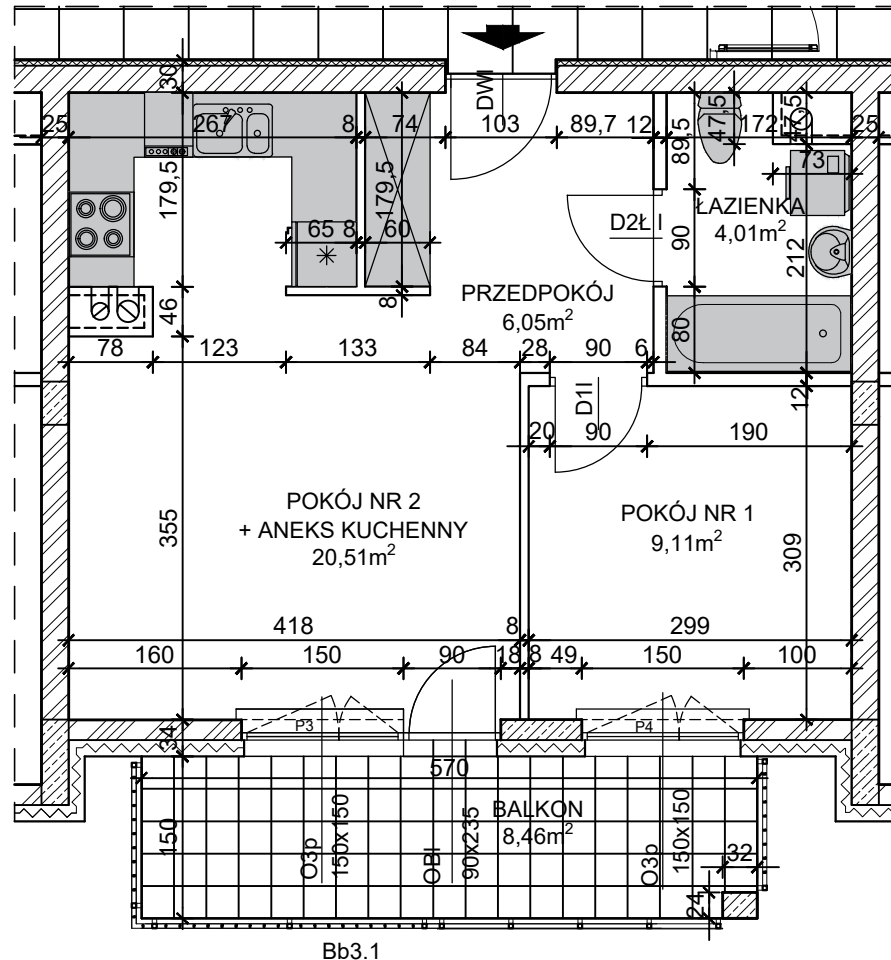 30
DWI
25
267
8
74
103
89,7
12
89,5
47,5
172
47,5
25
179,5
179,5
73
65
8
60
D2Ł I
90
ŁAZIENKA
4,01m²
212
PRZEDPOKÓJ
6,05m²
46
8
80
78
123
133
84
28
90
6
D1I
12
20
90
190
355
POKÓJ NR 2
+ ANEKS KUCHENNY
20,51m²
POKÓJ NR 1
9,11m²
309
418
8
299
160
150
90
18
8
49
150
100
34
P3
P4
570
150
O3p
150x150
OBI
90x235
BALKON
8,46m²
O3p
150x150
32
24
Bb3.1